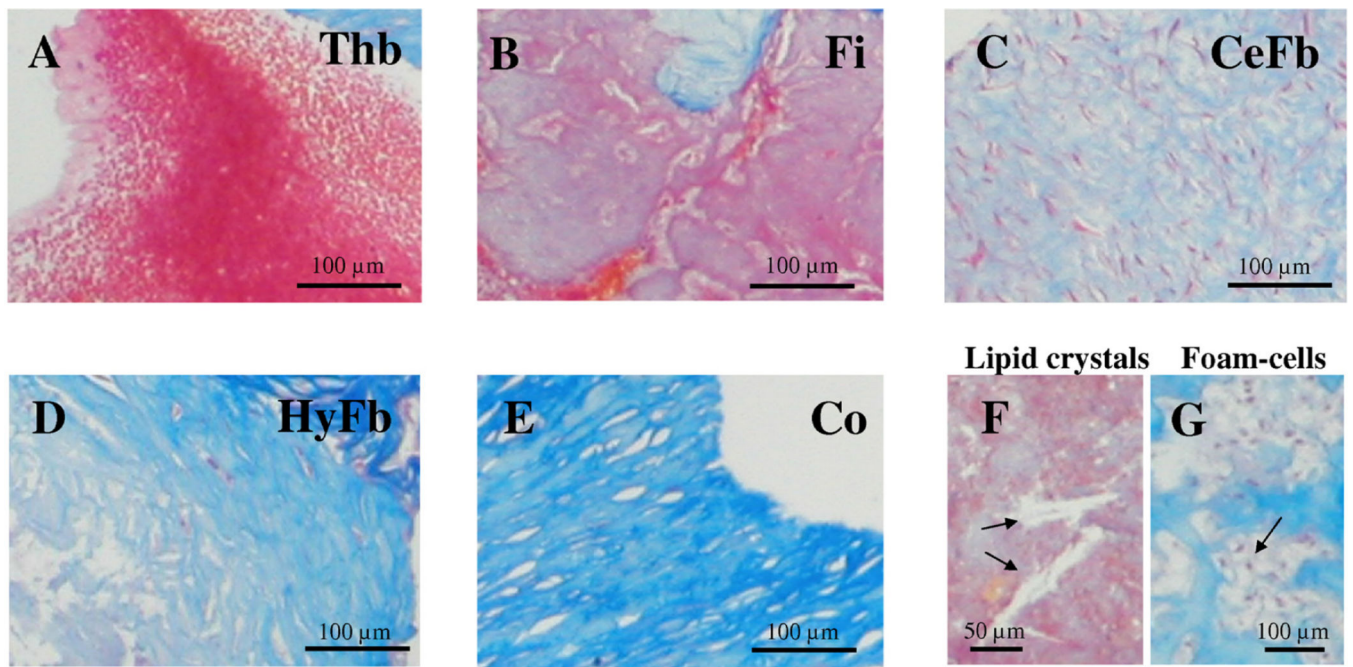 A Thb
100 µm
B Fi
100 µm
C CeFb
100 µm
D HyFb
100 µm
E Co
100 µm
Lipid crystals
F
50 µm
Foam-cells
G
100 µm